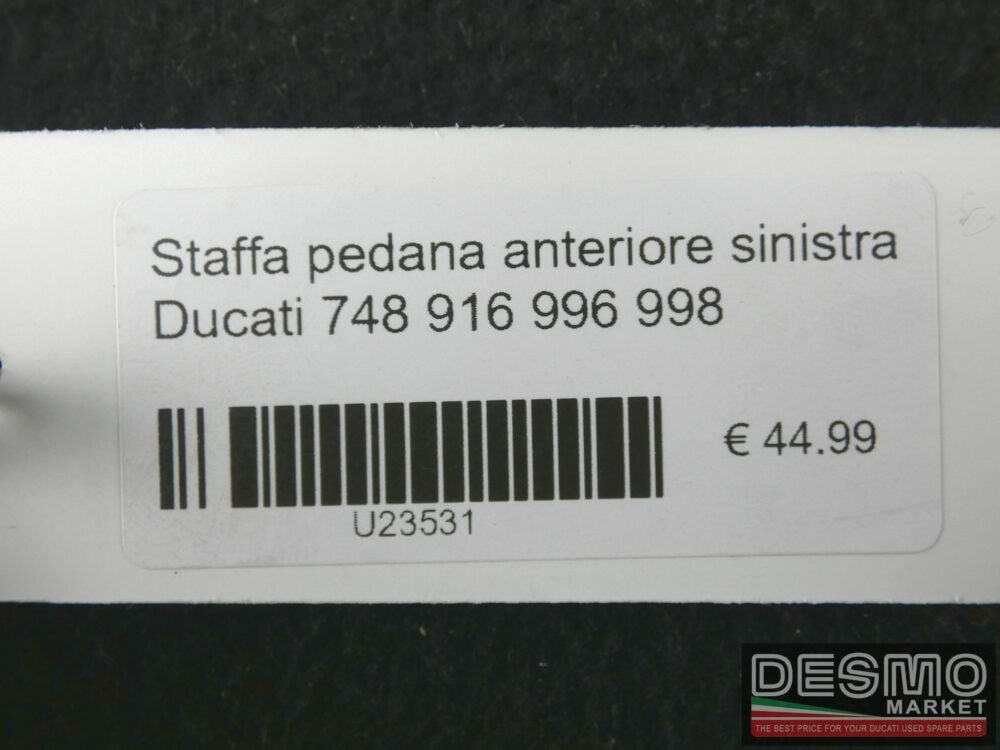 Staffa pedana anteriore sinistra
Ducati 748 916 996 998
€ 44.99
U23531
DESMO
MARKET
THE BEST PRICE FOR YOUR DUCATI USED SPARE PARTS